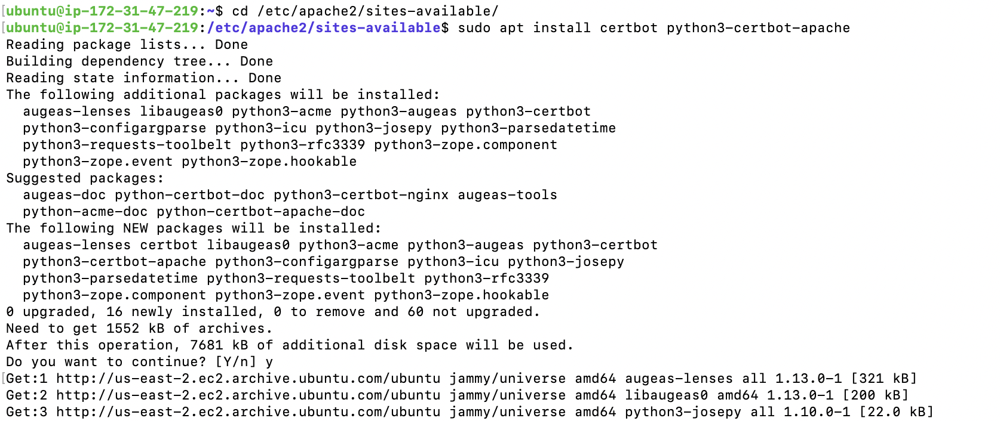 ubuntu@ip-172-31-47-219:~$ cd /etc/apache2/sites-available/
ubuntu@ip-172-31-47-219:/etc/apache2/sites-available$ sudo apt install certbot python3-certbot-apache
Reading package lists... Done
Building dependency tree... Done
Reading state information... Done
The following additional packages will be installed:
  augeas-lenses libaugeas0 python3-acme python3-augeas python3-certbot
  python3-configargparse python3-icu python3-josepy python3-parsedatetime
  python3-requests-toolbelt python3-rfc3339 python3-zope.component
  python3-zope.event python3-zope.hookable
Suggested packages:
  augeas-doc python-certbot-doc python3-certbot-nginx augeas-tools
  python-acme-doc python-certbot-apache-doc
The following NEW packages will be installed:
  augeas-lenses certbot libaugeas0 python3-acme python3-augeas python3-certbot
  python3-certbot-apache python3-configargparse python3-icu python3-josepy
  python3-parsedatetime python3-requests-toolbelt python3-rfc3339
  python3-zope.component python3-zope.event python3-zope.hookable
0 upgraded, 16 newly installed, 0 to remove and 60 not upgraded.
Need to get 1552 kB of archives.
After this operation, 7681 kB of additional disk space will be used.
Do you want to continue? [Y/n] y
Get:1 http://us-east-2.ec2.archive.ubuntu.com/ubuntu jammy/universe amd64 augeas-lenses all 1.13.0-1 [321 kB]
Get:2 http://us-east-2.ec2.archive.ubuntu.com/ubuntu jammy/universe amd64 libaugeas0 amd64 1.13.0-1 [200 kB]
Get:3 http://us-east-2.ec2.archive.ubuntu.com/ubuntu jammy/universe amd64 python3-josepy all 1.10.0-1 [22.0 kB]